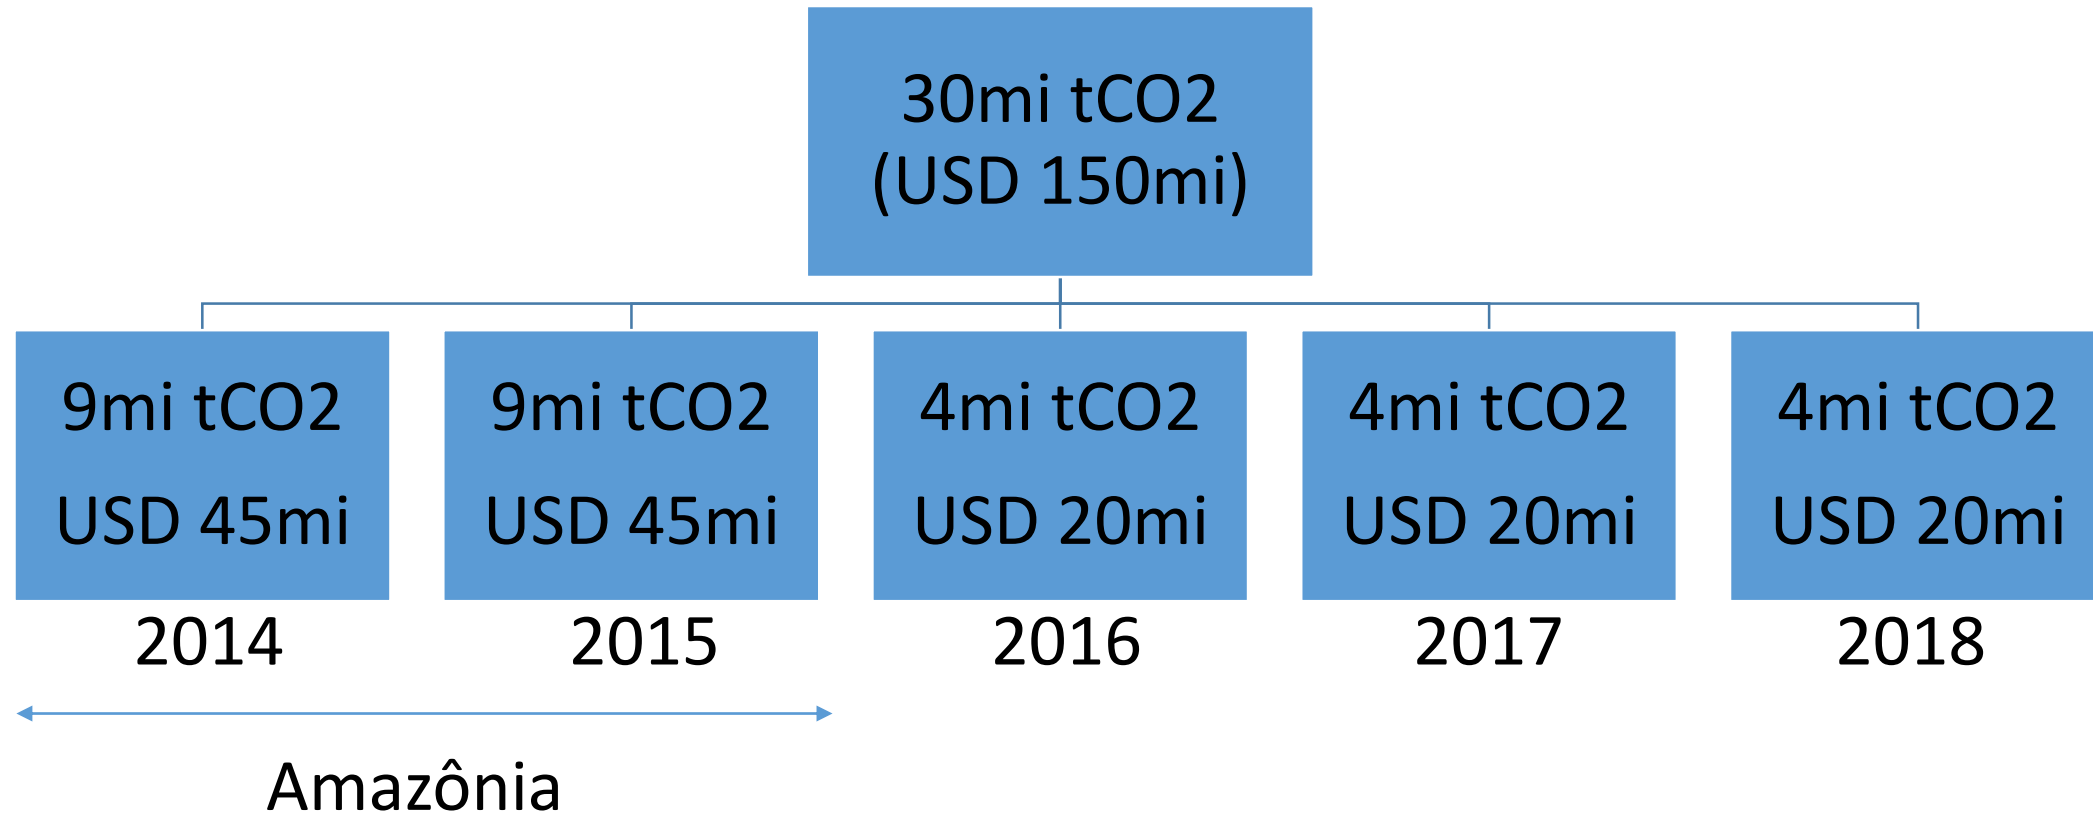 30mi tCO2
(USD 150mi)
9mi tCO2
USD 45mi
9mi tCO2
USD 45mi
4mi tCO2
USD 20mi
4mi tCO2
USD 20mi
4mi tCO2
USD 20mi
2014
2015
2016
2017
2018
Amazônia